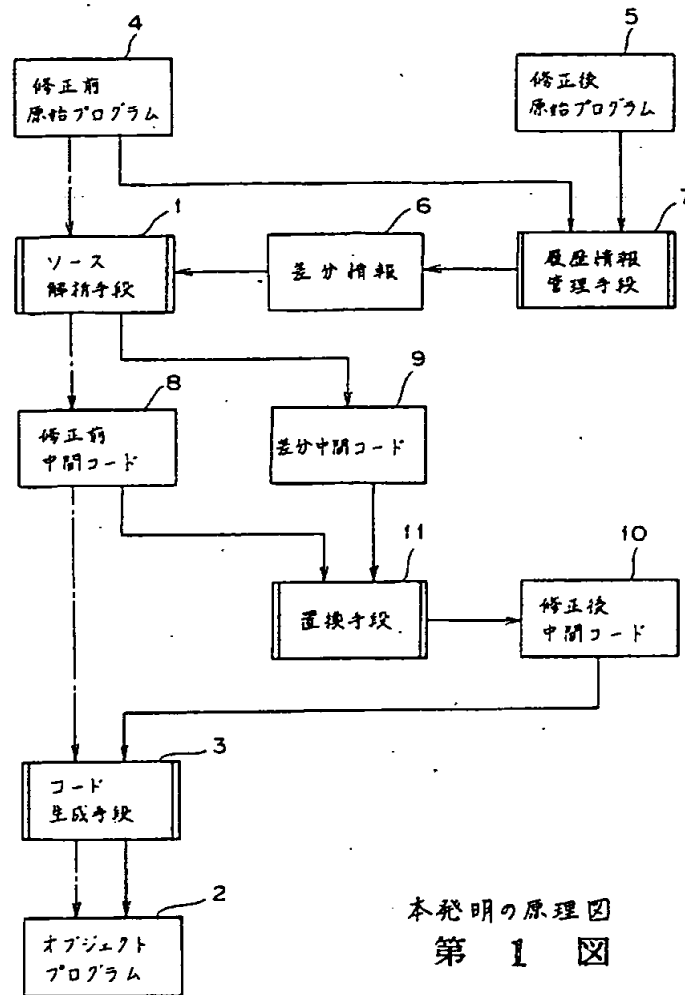 4
修正前
原始プログラム
5
修正後
原始プログラム
1
ソース
解析手段
6
差分情報
7
履歴情報
管理手段
8
修正前
中間コード
9
差分中間コード
11
置換手段
10
修正後
中間コード
3
コード
生成手段
2
オブジェクト
プログラム
本発明の原理図
第 1 図